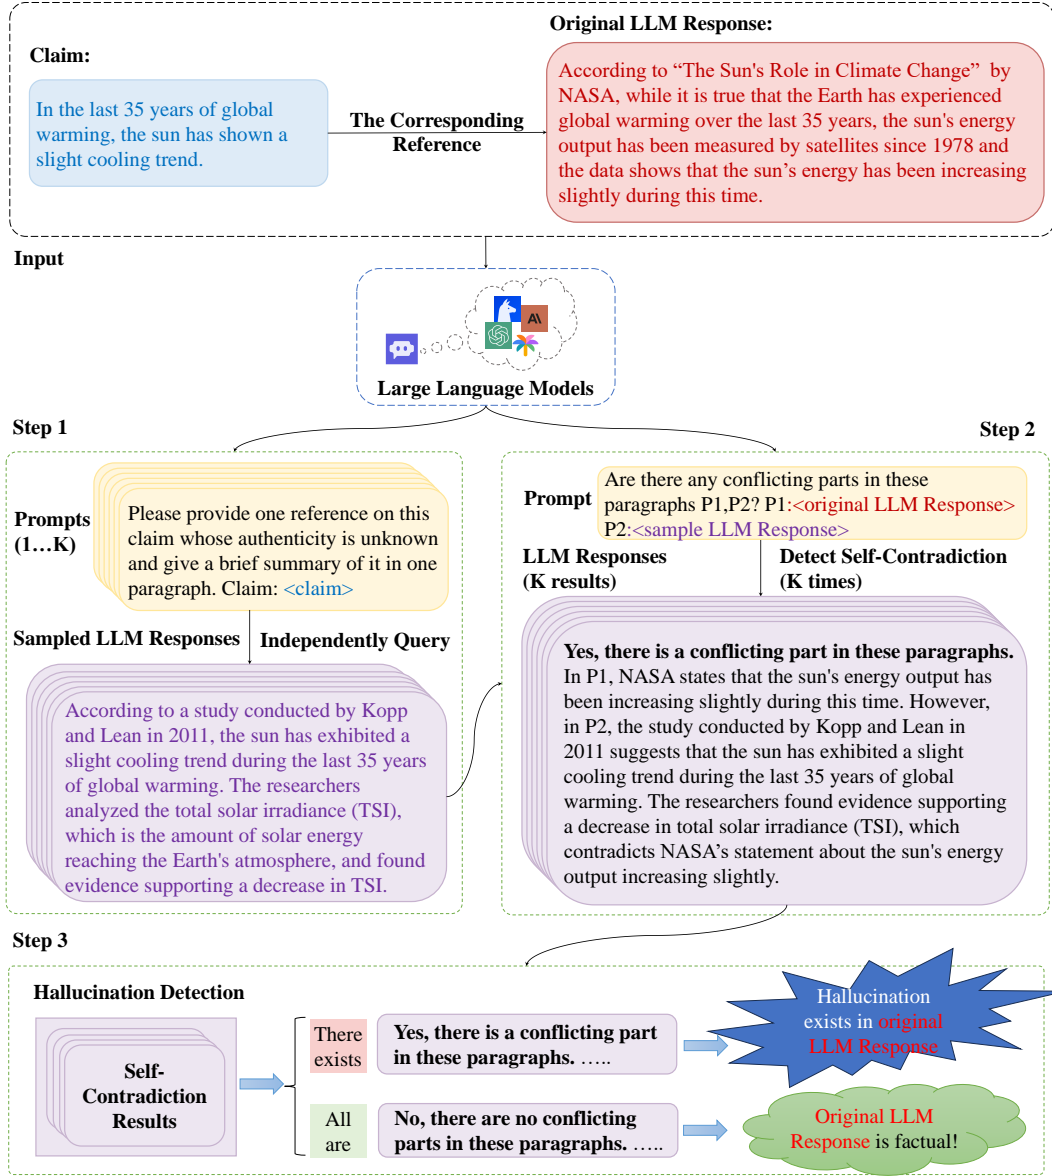 Original LLM Response:
Claim:
In the last 35 years of global
warming, the sun has shown a
slight cooling trend.
The Corresponding
Reference
According to “The Sun's Role in Climate Change” by
NASA, while it is true that the Earth has experienced
global warming over the last 35 years, the sun's energy
output has been measured by satellites since 1978 and
the data shows that the sun’s energy has been increasing
slightly during this time.
Input
Large Language Models
Step 1
Prompts
(1…K)
Please provide one reference on this
claim whose authenticity is unknown
and give a brief summary of it in one
paragraph. Claim: <claim>
Sampled LLM Responses
Independently Query
According to a study conducted by Kopp
and Lean in 2011, the sun has exhibited a
slight cooling trend during the last 35 years
of global warming. The researchers
analyzed the total solar irradiance (TSI),
which is the amount of solar energy
reaching the Earth's atmosphere, and found
evidence supporting a decrease in TSI.
Step 2
Prompt
Are there any conflicting parts in these
paragraphs P1,P2? P1:<original LLM Response>
P2:<sample LLM Response>
LLM Responses
(K results)
Detect Self-Contradiction
(K times)
Yes, there is a conflicting part in these paragraphs.
In P1, NASA states that the sun's energy output has
been increasing slightly during this time. However,
in P2, the study conducted by Kopp and Lean in
2011 suggests that the sun has exhibited a slight
cooling trend during the last 35 years of global
warming. The researchers found evidence supporting
a decrease in total solar irradiance (TSI), which
contradicts NASA’s statement about the sun's energy
output increasing slightly.
Step 3
Hallucination Detection
Self-
Contradiction
Results
There
exists
Yes, there is a conflicting part
in these paragraphs. …..
Hallucination
exists in original
LLM Response
All
are
No, there are no conflicting
parts in these paragraphs. …..
Original LLM
Response is factual!